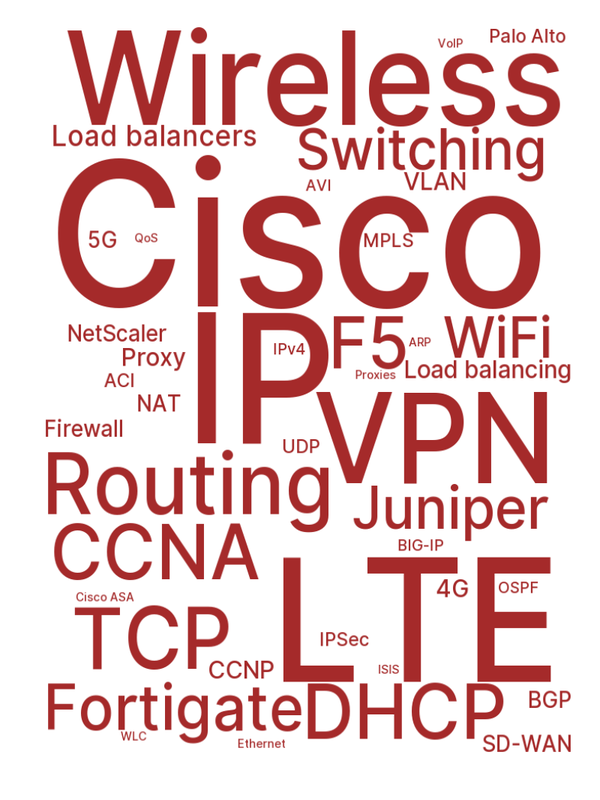 Wireless
VoIP
Palo Alto
Load balancers
Switching
AVI
VLAN
Cisco
5G
QoS
MPLS
IP
IPv4
F5
ARP
WiFi
NetScaler
Proxy
Proxies
Load balancing
ACI
NAT
VPN
Firewall
UDP
Routing
Juniper
CCNA
BIG-IP
LTE
4G
OSPF
Cisco ASA
TCP
IPSec
CCNP
ISIS
Fortigate
DHCP
BGP
WLC
Ethernet
SD-WAN